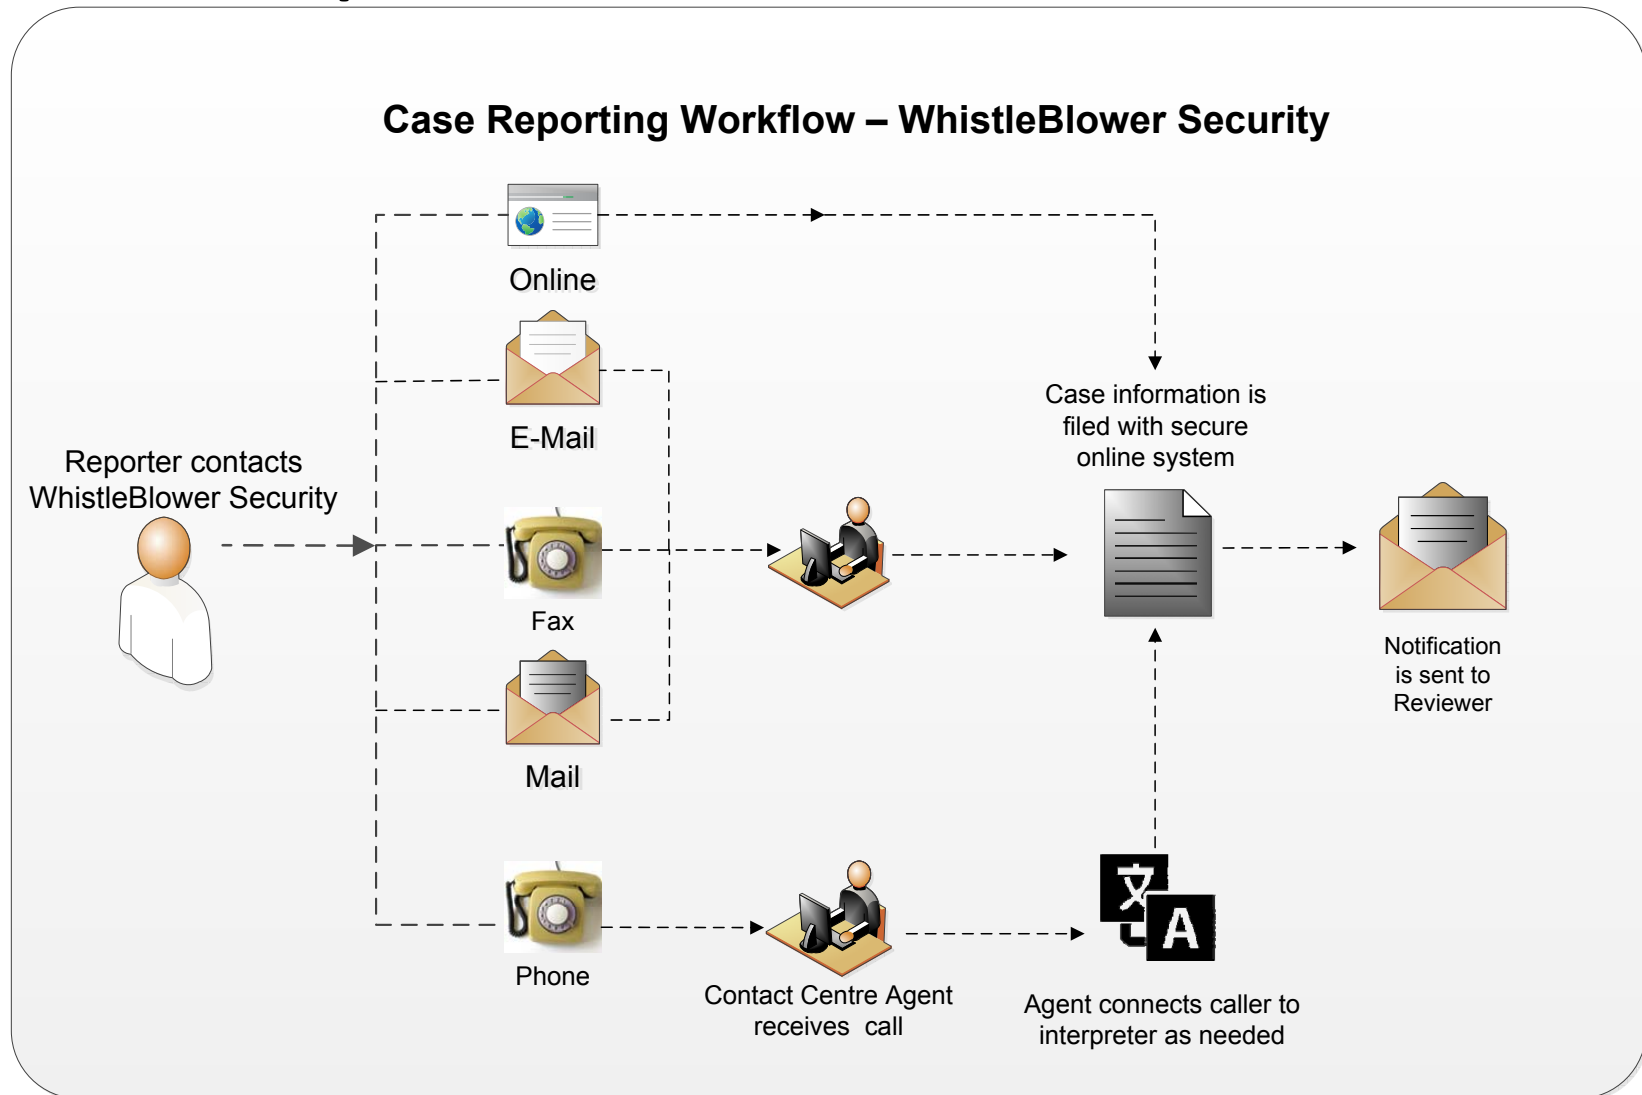 Case Reporting Workflow – WhistleBlower Security
Online
E-Mail
Reporter contacts
WhistleBlower Security
Fax
Mail
Phone
Contact Centre Agent
receives call
文
A
Agent connects caller to
interpreter as needed
Case information is
filed with secure
online system
Notification
is sent to
Reviewer